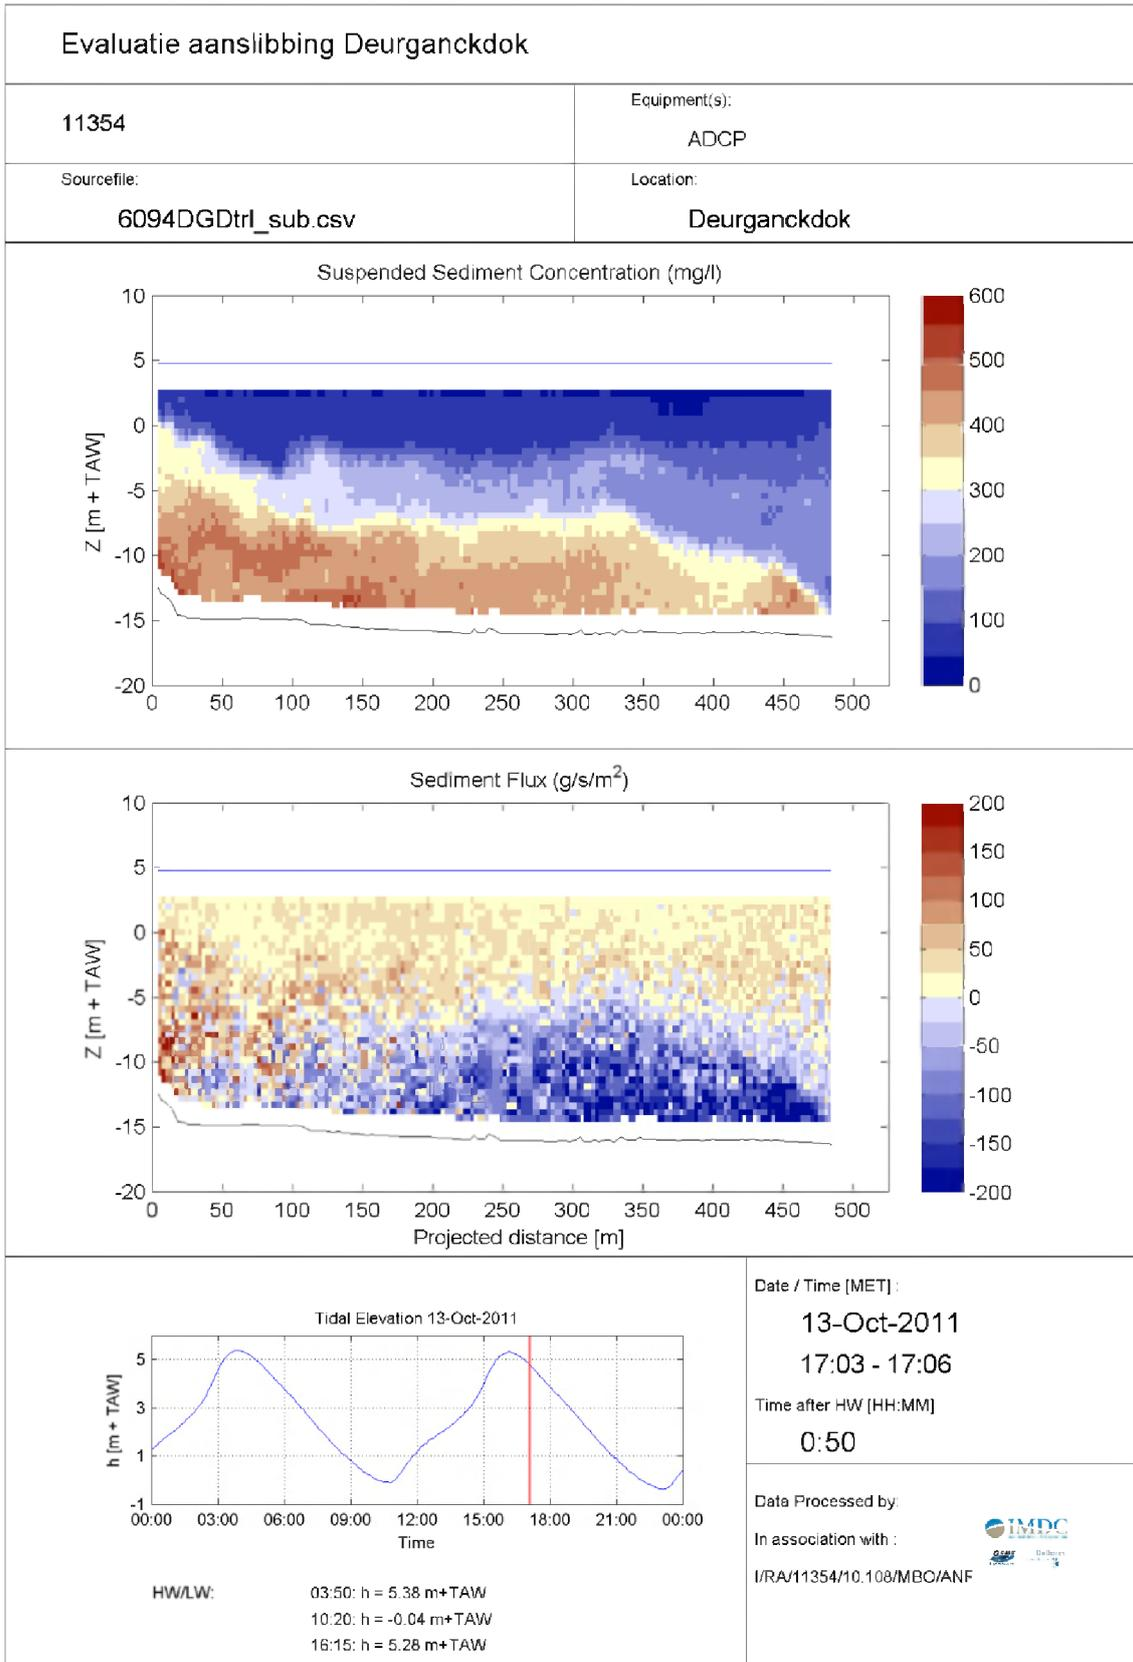 Evaluatie aanslibbing Deurganckdok
11354
Equipment(s):
ADCP
Sourcefile:
6094DGDtrl_sub.csv
Location:
Deurganckdok
Suspended Sediment Concentration (mg/l)
10
5
0
-5
-10
-15
-20
Z [m + TAW]
0 50 100 150 200 250 300 350 400 450 500
600
500
400
300
200
100
0
Sediment Flux (g/s/m²)
10
5
0
-5
-10
-15
-20
Z [m + TAW]
0 50 100 150 200 250 300 350 400 450 500
Projected distance [m]
200
150
100
50
0
-50
-100
-150
-200
Tidal Elevation 13-Oct-2011
5
3
1
-1
h [m + TAW]
00:00 03:00 06:00 09:00 12:00 15:00 18:00 21:00 00:00
Time
HW/LW:
03:50: h = 5.38 m+TAW
10:20: h = -0.04 m+TAW
16:15: h = 5.28 m+TAW
Date / Time [MET] :
13-Oct-2011
17:03 - 17:06
Time after HW [HH:MM]
0:50
Data Processed by:
IMDC
In association with :
I/RA/11354/10.108/MBO/ANF